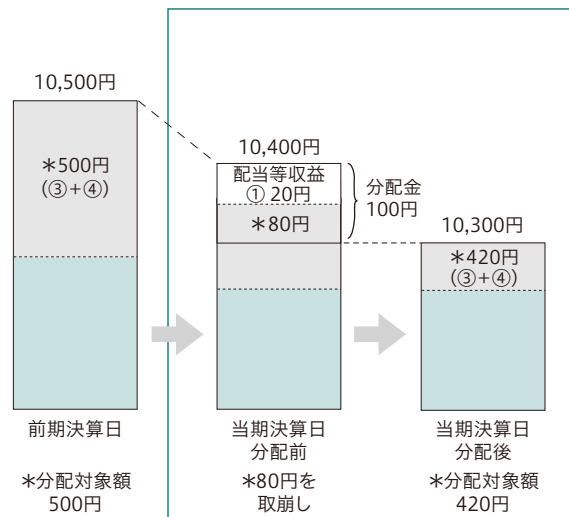 10,500円
＊500円
(③＋④)
前期決算日
＊分配対象額
500円
10,400円
配当等収益
① 20円
＊80円
分配金
100円
当期決算日
分配前
＊80円を
取崩し
10,300円
＊420円
(③＋④)
当期決算日
分配後
＊分配対象額
420円